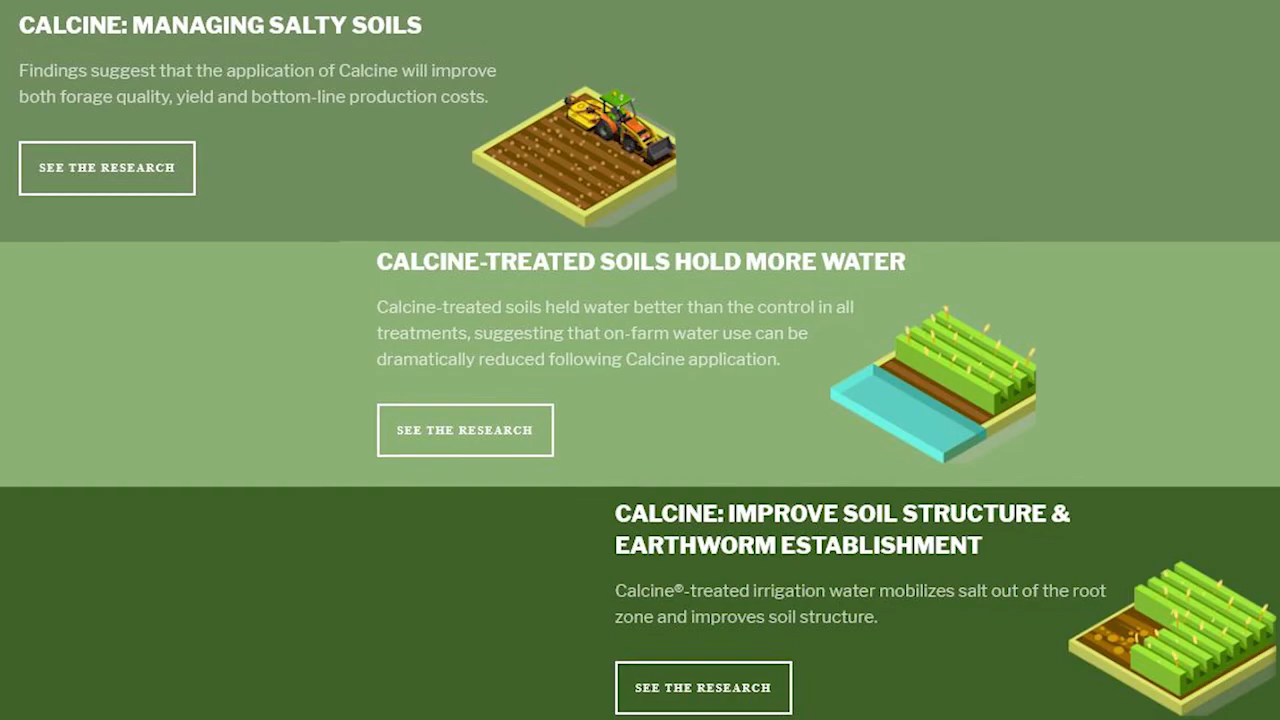 CALCINE: MANAGING SALTY SOILS
Findings suggest that the application of Calcine will improve
both forage quality, yield and bottom-line production costs.
SEE THE RESEARCH
CALCINE-TREATED SOILS HOLD MORE WATER
Calcine-treated soils held water better than the control in all
treatments, suggesting that on-farm water use can be
dramatically reduced following Calcine application.
SEE THE RESEARCH
CALCINE: IMPROVE SOIL STRUCTURE &
EARTHWORM ESTABLISHMENT
Calcine®-treated irrigation water mobilizes salt out of the root
zone and improves soil structure.
SEE THE RESEARCH